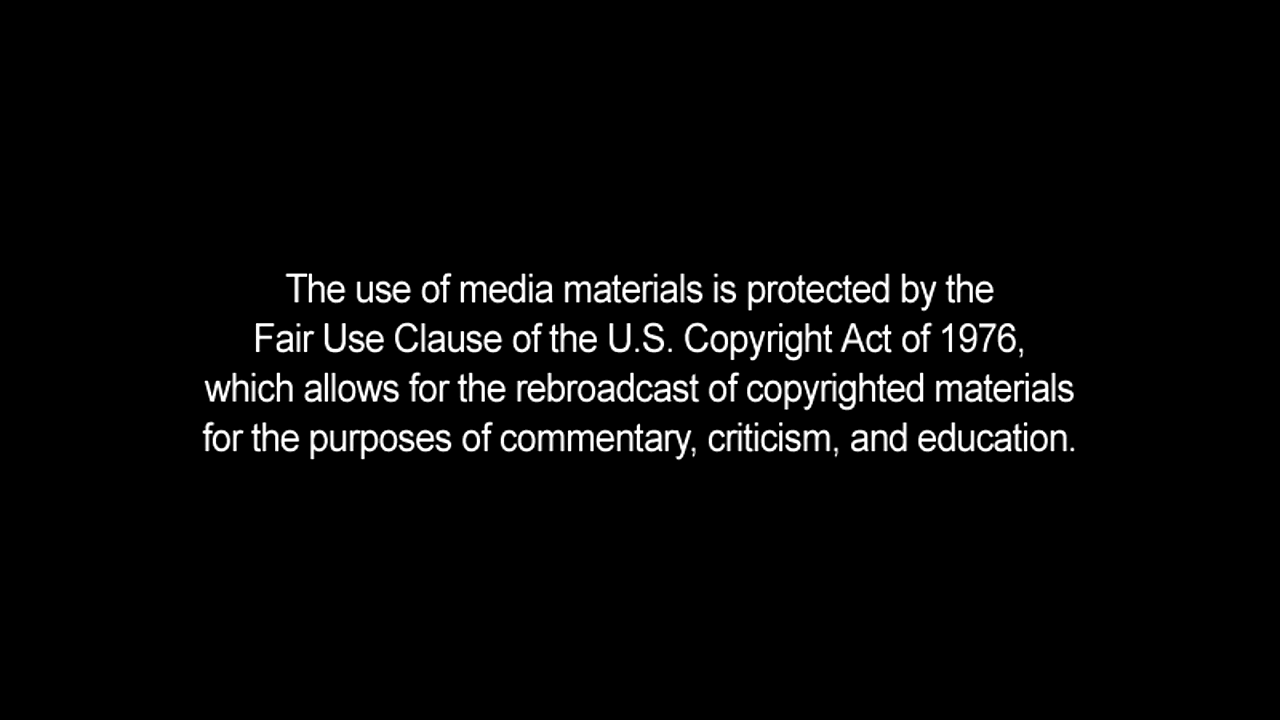 The use of media materials is protected by the
Fair Use Clause of the U.S. Copyright Act of 1976,
which allows for the rebroadcast of copyrighted materials
for the purposes of commentary, criticism, and education.